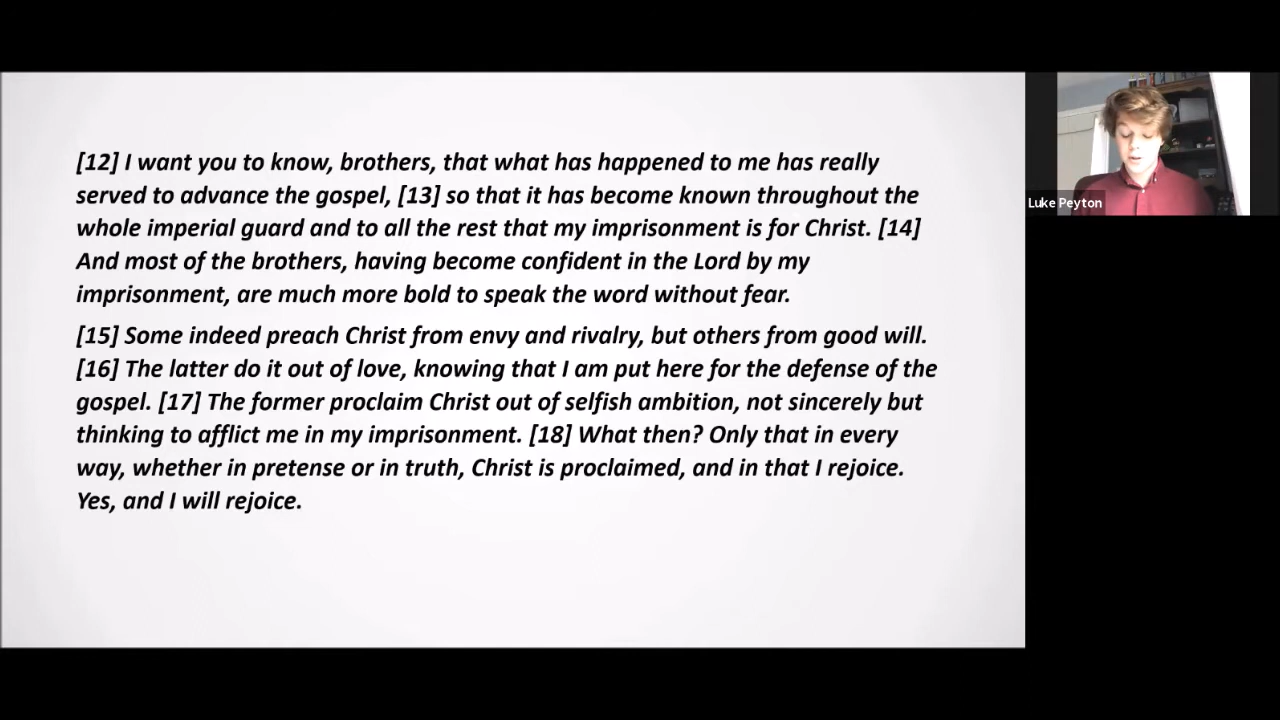 [12] I want you to know, brothers, that what has happened to me has really
served to advance the gospel, [13] so that it has become known throughout the
whole imperial guard and to all the rest that my imprisonment is for Christ. [14]
And most of the brothers, having become confident in the Lord by my
imprisonment, are much more bold to speak the word without fear.
[15] Some indeed preach Christ from envy and rivalry, but others from good will.
[16] The latter do it out of love, knowing that I am put here for the defense of the
gospel. [17] The former proclaim Christ out of selfish ambition, not sincerely but
thinking to afflict me in my imprisonment. [18] What then? Only that in every
way, whether in pretense or in truth, Christ is proclaimed, and in that I rejoice.
Yes, and I will rejoice.
Luke Peyton